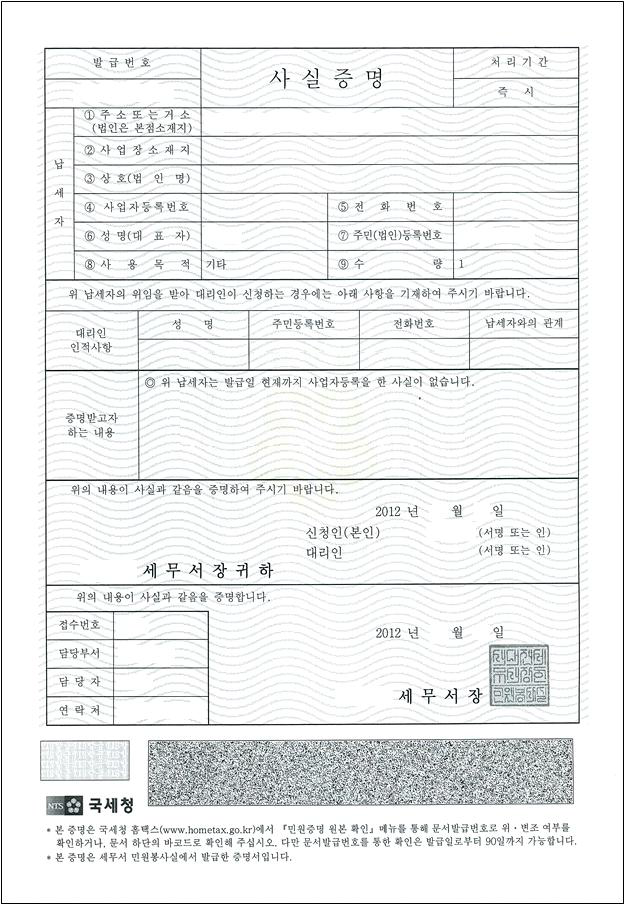 발급번호
사실증명
처리기간
즉 시
납세자
① 주소 또는 거소
(법인은 본점소재지)
② 사업장소재지
③ 상호(법인명)
④ 사업자등록번호
⑤ 전화번호
⑥ 성명(대표자)
⑦ 주민(법인)등록번호
⑧ 사용목적
기타
⑨ 수량
1
위 납세자의 위임을 받아 대리인이 신청하는 경우에는 아래 사항을 기재하여 주시기 바랍니다.
대리인
인적사항
성 명
주민등록번호
전화번호
납세자와의 관계
증명받고자
하는 내용
◎ 위 납세자는 발급일 현재까지 사업자등록을 한 사실이 없습니다.
위의 내용이 사실과 같음을 증명하여 주시기 바랍니다.
2012 년 월 일
신청인(본인) (서명 또는 인)
대리인 (서명 또는 인)
세무서장귀하
위의 내용이 사실과 같음을 증명합니다.
접수번호
담당부서
담당자
연락처
2012 년 월 일
세무서장
NTS 국세청
* 본 증명은 국세청 홈택스(www.hometax.go.kr)에서 『민원증명 원본 확인』메뉴를 통해 문서발급번호로 위·변조 여부를
확인하거나, 문서 하단의 바코드로 확인해 주십시오. 다만 문서발급번호를 통한 확인은 발급일로부터 90일까지 가능합니다.
* 본 증명은 세무서 민원봉사실에서 발급한 증명서입니다.